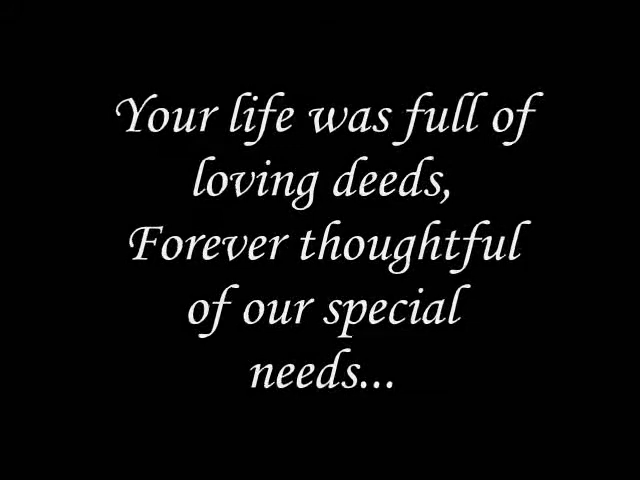 Your life was full of
loving deeds,
Forever thoughtful
of our special
needs...